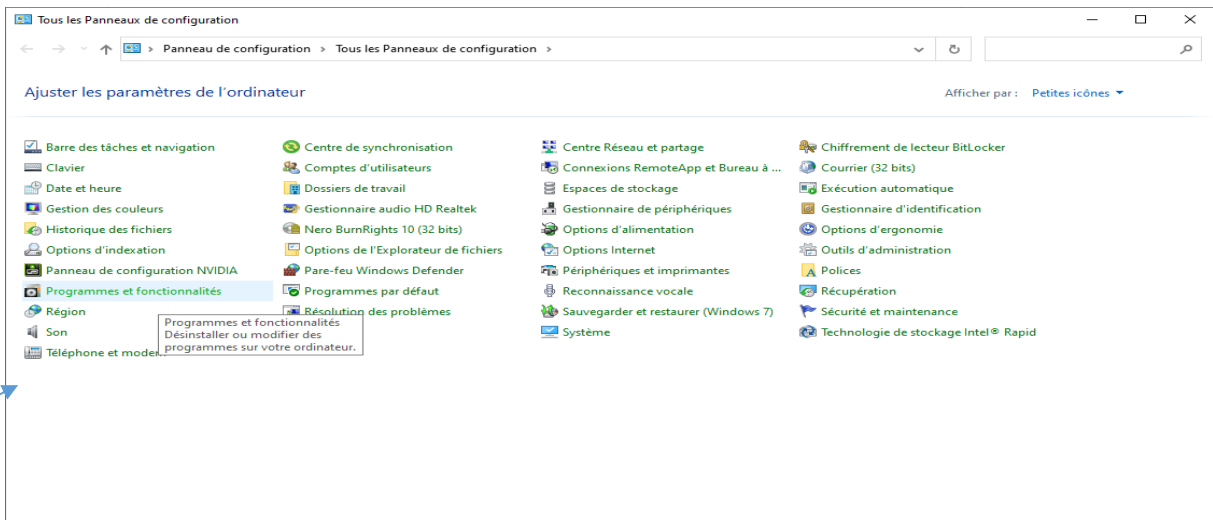 Tous les Panneaux de configuration
Panneau de configuration > Tous les Panneaux de configuration >
Ajuster les paramètres de l'ordinateur
Afficher par : Petites icônes
Barre des tâches et navigation
Centre de synchronisation
Centre Réseau et partage
Chiffrement de lecteur BitLocker
Clavier
Comptes d'utilisateurs
Connexions RemoteApp et Bureau à ...
Courrier (32 bits)
Date et heure
Dossiers de travail
Espaces de stockage
Exécution automatique
Gestion des couleurs
Gestionnaire audio HD Realtek
Gestionnaire de périphériques
Gestionnaire d'identification
Historique des fichiers
Nero BurnRights 10 (32 bits)
Options d'alimentation
Options d'ergonomie
Options d'indexation
Options de l'Explorateur de fichiers
Options Internet
Outils d'administration
Panneau de configuration NVIDIA
Pare-feu Windows Defender
Périphériques et imprimantes
Polices
Programmes et fonctionnalités
Programmes par défaut
Reconnaissance vocale
Récupération
Région
Résolution des problèmes
Sauvegarder et restaurer (Windows 7)
Sécurité et maintenance
Son
Système
Technologie de stockage Intel® Rapid
Téléphone et modem
Programmes et fonctionnalités
Désinstaller ou modifier des
programmes sur votre ordinateur.